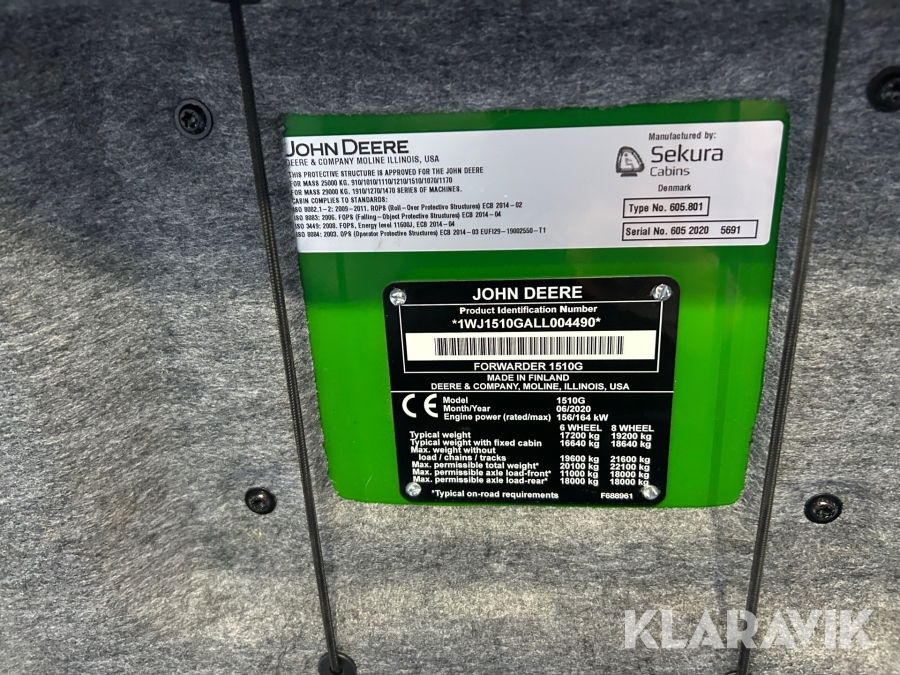 JOHN DEERE
DEERE & COMPANY MOLINE ILLINOIS, USA
THIS PROTECTIVE STRUCTURE IS APPROVED FOR THE JOHN DEERE
FOR MASS 25000 KG. 910/1010/1110/1210/1510/1070/1170
FOR MASS 29000 KG. 1910/1270/1470 SERIES OF MACHINES.
CABIN COMPLIES TO STANDARDS:
ISO 8082.1-2: 2009-2011. ROPS (Roll-Over Protective Structures) ECB 2014-02
ISO 8083: 2006. FOPS (Falling-Object Protective Structures) ECB 2014-04
ISO 3449: 2008. FOPS, Energy level 11600J, ECB 2014-04
ISO 8084: 2003. OPS (Operator Protective Structures) ECB 2014-03 EUFI29-19002550-T1
Manufactured by:
Sekura
Cabins
Denmark
Type No. 605.801
Serial No. 605 2020 5691
JOHN DEERE
Product Identification Number
*1WJ1510GALL004490*
FORWARDER 1510G
MADE IN FINLAND
DEERE & COMPANY, MOLINE, ILLINOIS, USA
CE
Model 1510G
Month/Year 06/2020
Engine power (rated/max) 156/164 kW
6 WHEEL 8 WHEEL
Typical weight 17200 kg 19200 kg
Typical weight with fixed cabin 16640 kg 18640 kg
Max. weight without
load / chains / tracks 19600 kg 21600 kg
Max. permissible total weight* 20100 kg 22100 kg
Max. permissible axle load-front* 11000 kg 18000 kg
Max. permissible axle load-rear* 18000 kg 18000 kg
*Typical on-road requirements F688961
KLARAVIK